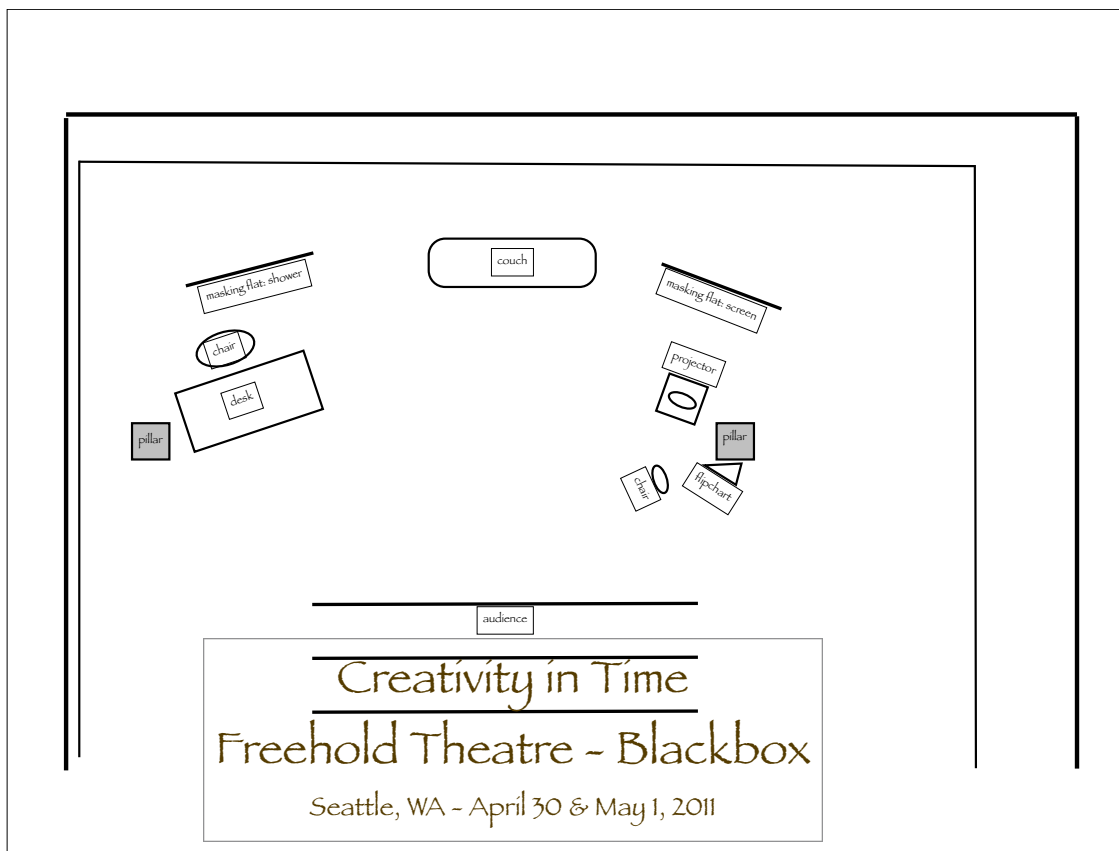 couch
masking flat: shower
masking flat: screen
chair
projector
desk
pillar
pillar
chair
flipchart
audience
Creativity in Time
Freehold Theatre - Blackbox
Seattle, WA - April 30 & May 1, 2011